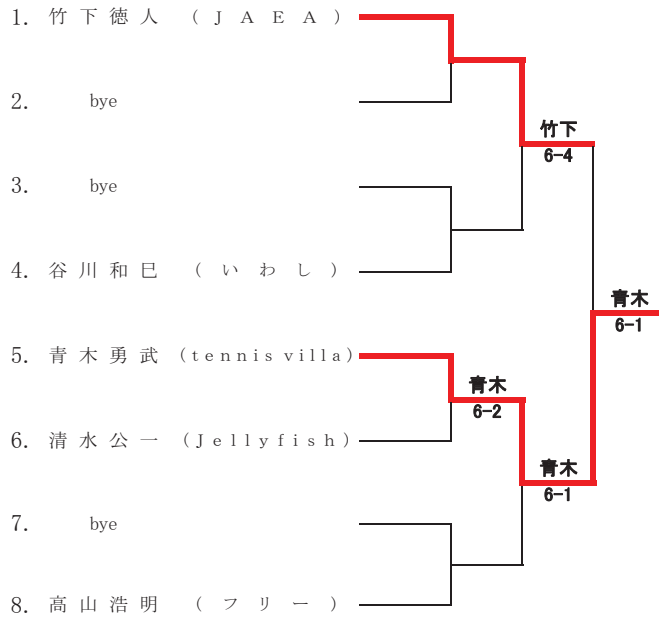 1. 竹下徳人 (JAEA)
2. bye
3. bye
4. 谷川和巳 (いわし)
5. 青木勇武 (tennis villa)
6. 清水公一 (Jellyfish)
7. bye
8. 高山浩明 (フリー)
青木
6-2
竹下
6-4
青木
6-1
青木
6-1